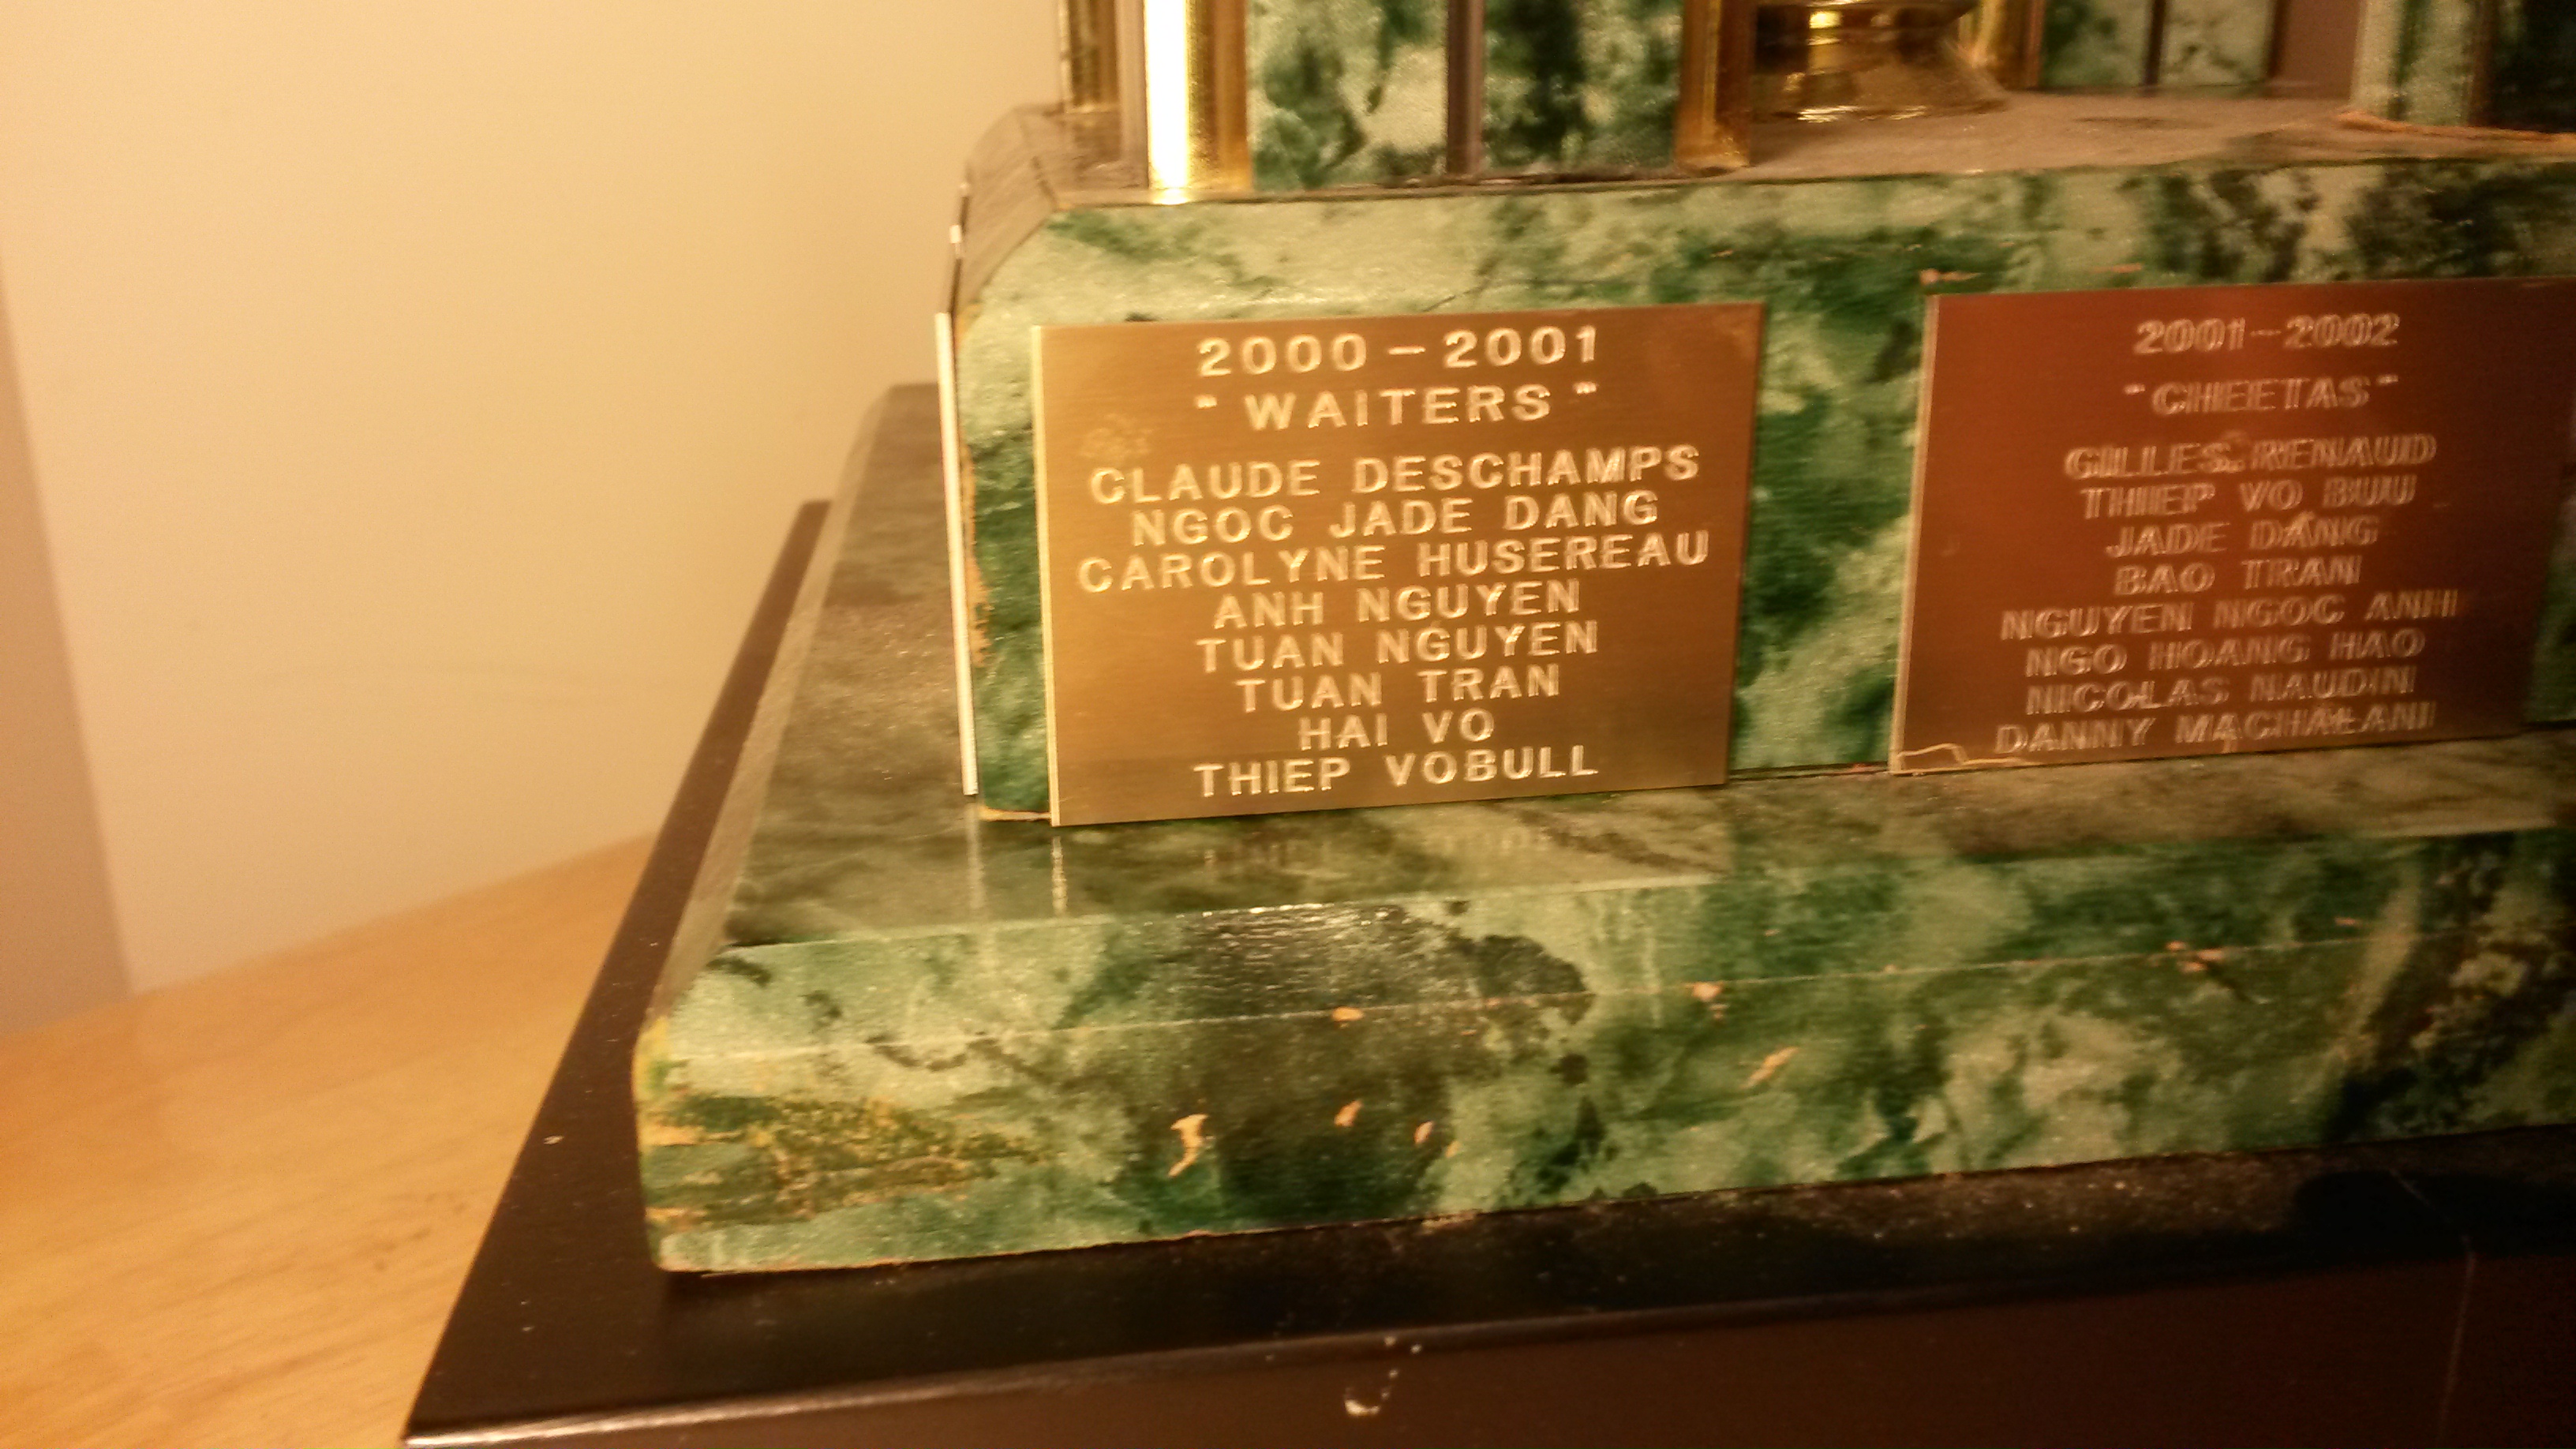 2000 - 2001
" WAITERS "
CLAUDE DESCHAMPS
NGOC JADE DANG
CAROLYNE HUSEREAU
ANH NGUYEN
TUAN NGUYEN
TUAN TRAN
HAI VO
THIEP VOBULL
2001-2002
"CHEETAS"
GILLES RENAUD
THIEP VO BUU
JADE DANG
BAO TRAN
NGUYEN NGOC ANH
NGO HOANG HAO
NICOLAS NAUDIN
DANNY MACHALANI